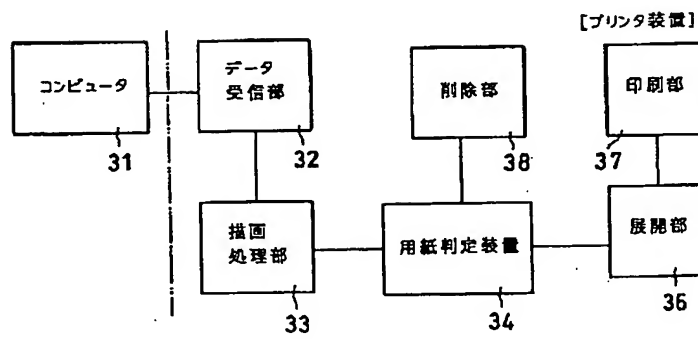 [プリンタ装置]
コンピュータ
31
データ
受信部
32
削除部
38
印刷部
37
描画
処理部
33
用紙判定装置
34
展開部
36